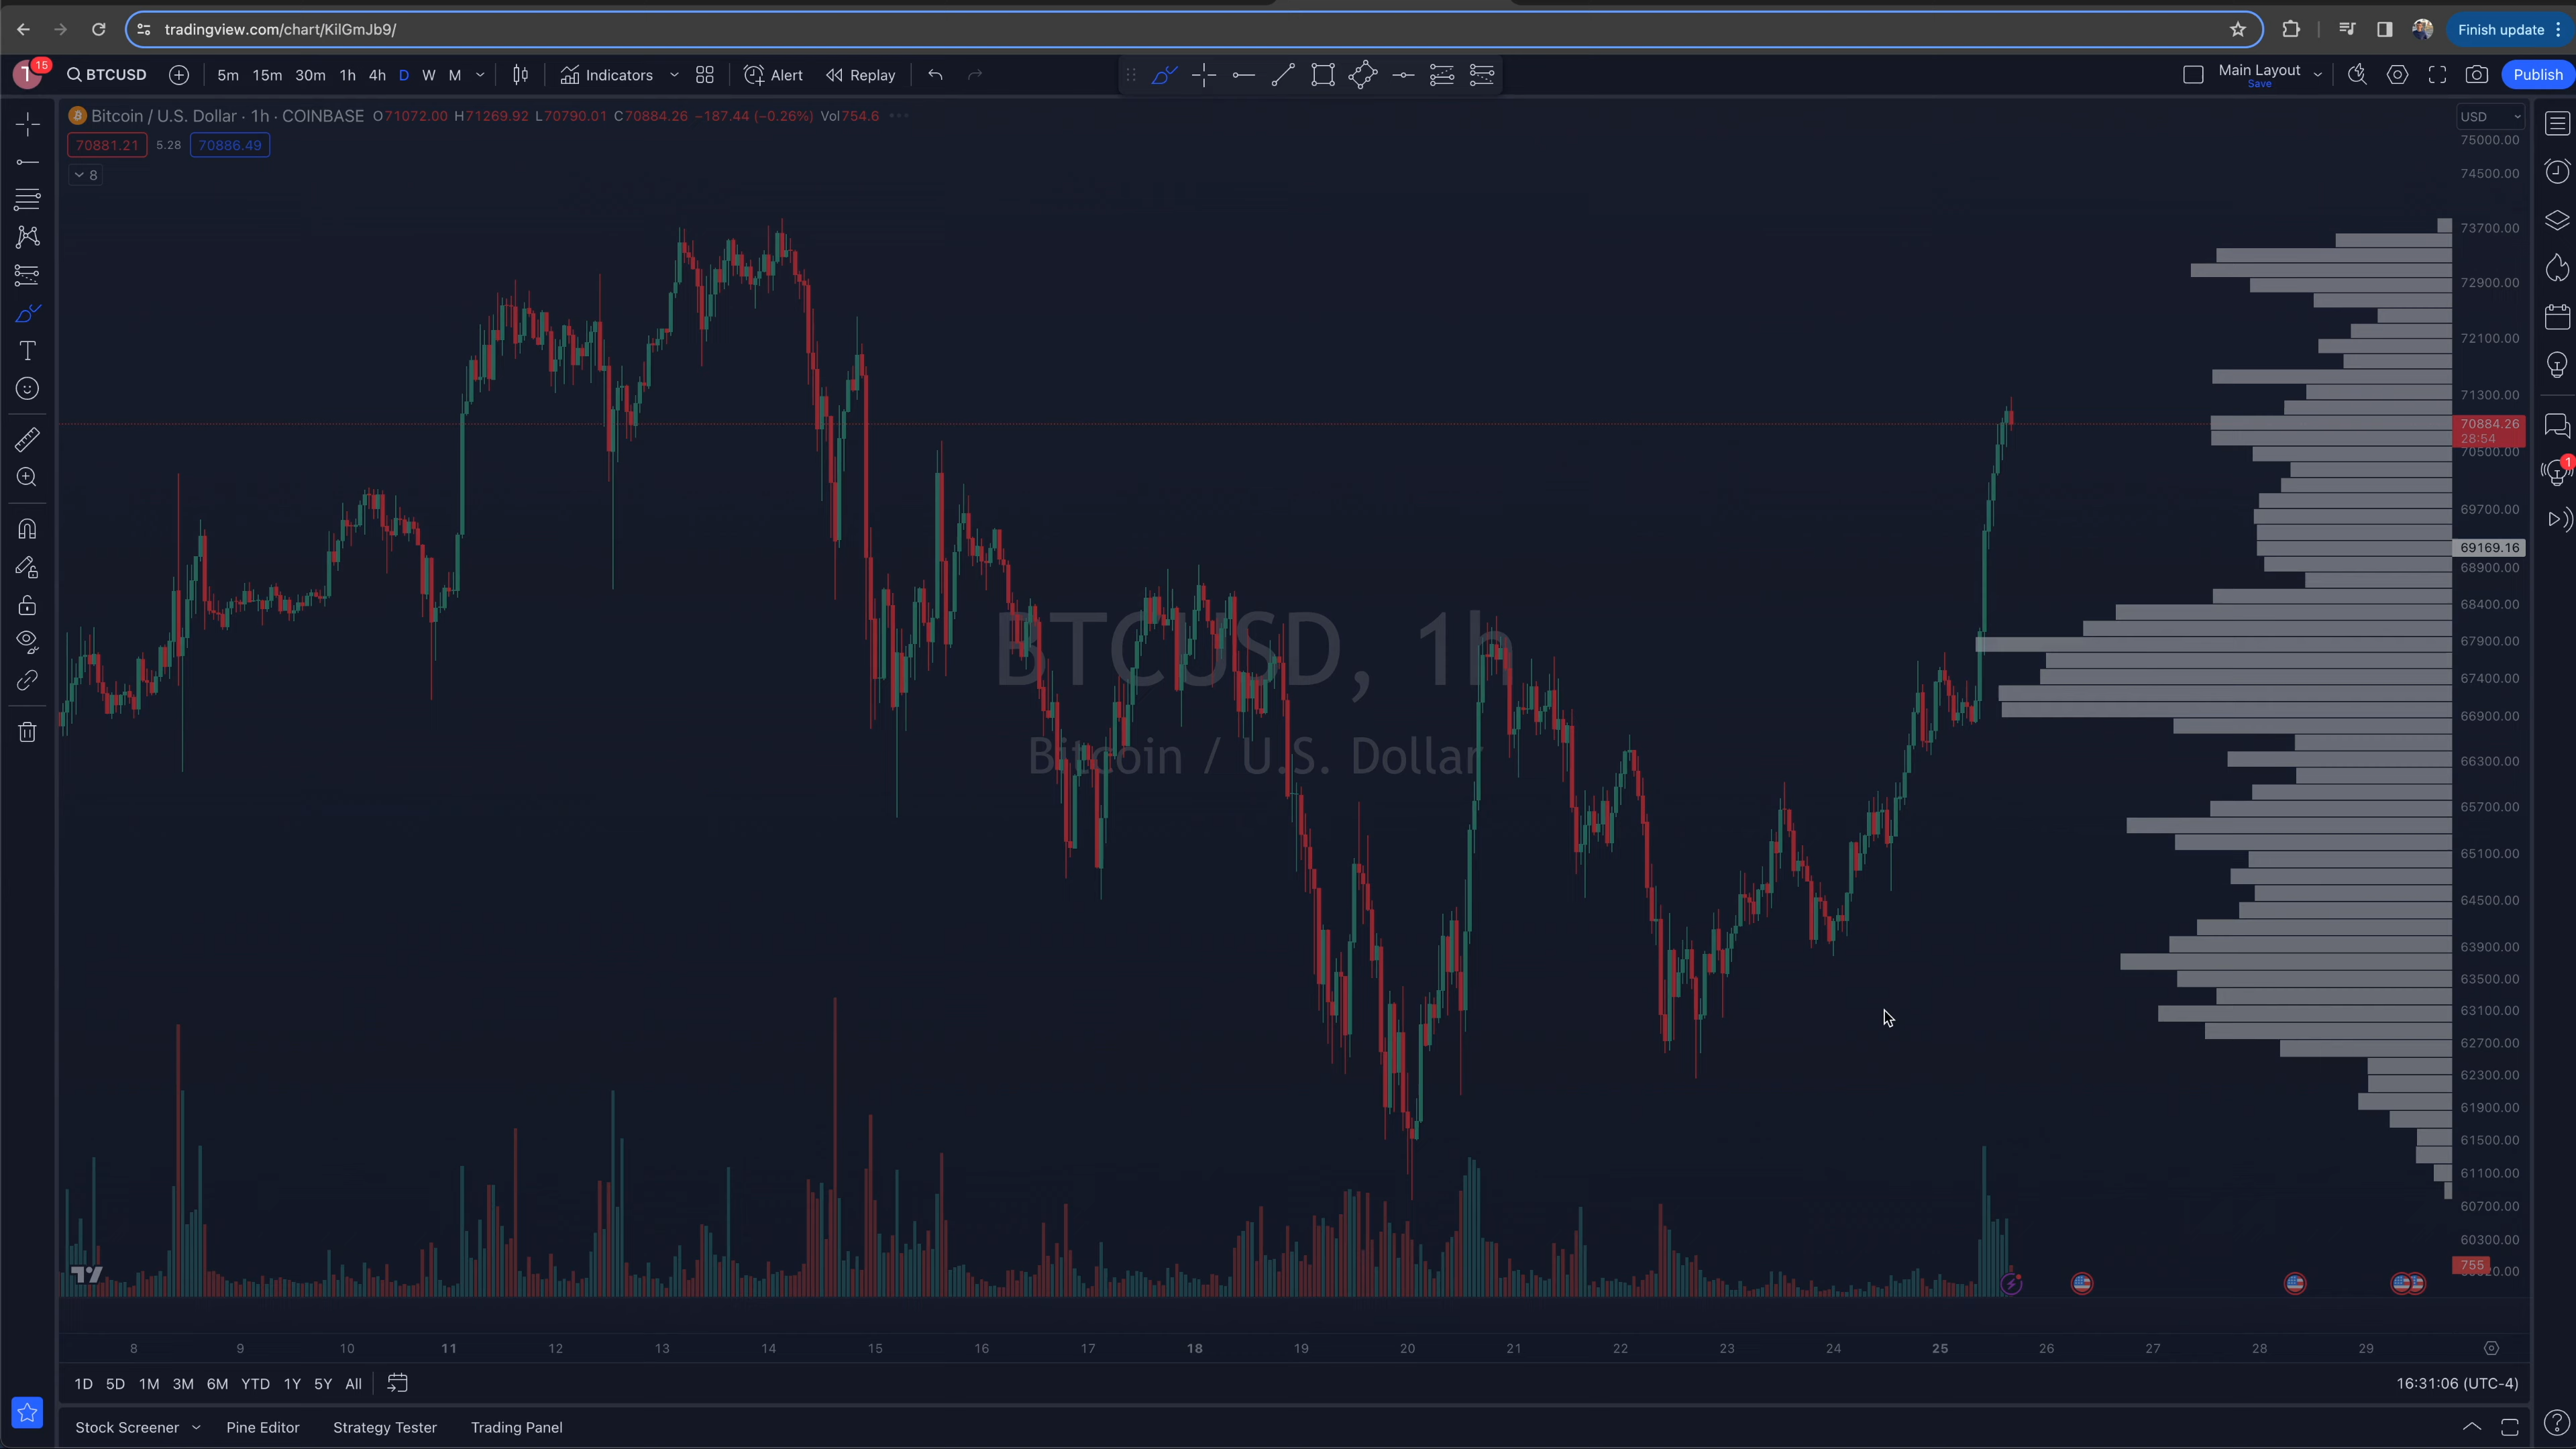 tradingview.com/chart/KilGmJb9/
Finish update
15
BTCUSD
5m 15m 30m 1h 4h D W M
Indicators
Alert
Replay
Main Layout
Save
Publish
Bitcoin / U.S. Dollar · 1h · COINBASE O71072.00 H71269.92 L70790.01 C70884.26 −187.44 (−0.26%) Vol754.6
70881.21 5.28 70886.49
8
USD
75000.00
74500.00
73700.00
72900.00
72100.00
71300.00
70884.26
28:54
70500.00
69700.00
69169.16
68900.00
68400.00
67900.00
67400.00
66900.00
66300.00
65700.00
65100.00
64500.00
63900.00
63500.00
63100.00
62700.00
62300.00
61900.00
61500.00
61100.00
60700.00
60300.00
755
1
BTCUSD, 1h
Bitcoin / U.S. Dollar
8 9 10 11 12 13 14 15 16 17 18 19 20 21 22 23 24 25 26 27 28 29
1D 5D 1M 3M 6M YTD 1Y 5Y All
16:31:06 (UTC-4)
Stock Screener Pine Editor Strategy Tester Trading Panel